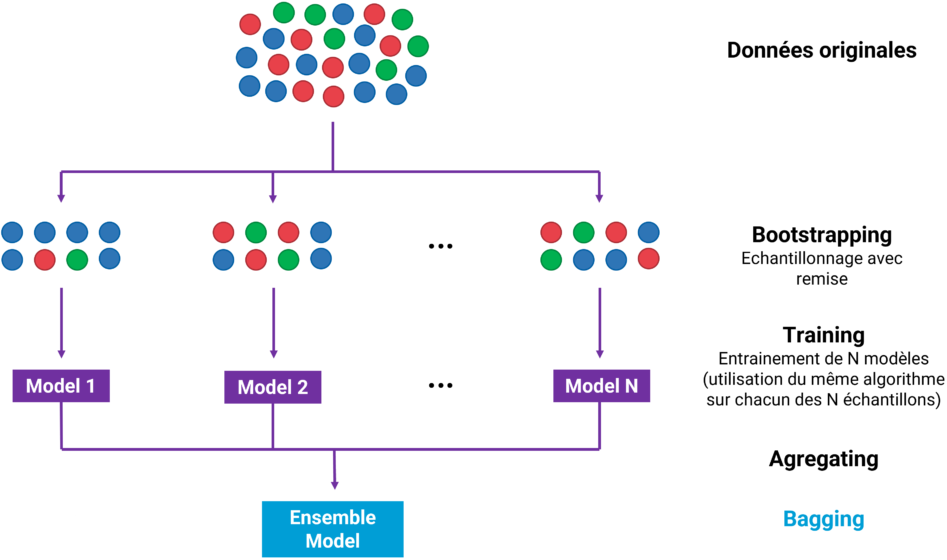 Données originales
...
Bootstrapping
Echantillonnage avec
remise
Training
Entrainement de N modèles
(utilisation du même algorithme
sur chacun des N échantillons)
Model 1
Model 2
...
Model N
Agregating
Ensemble
Model
Bagging